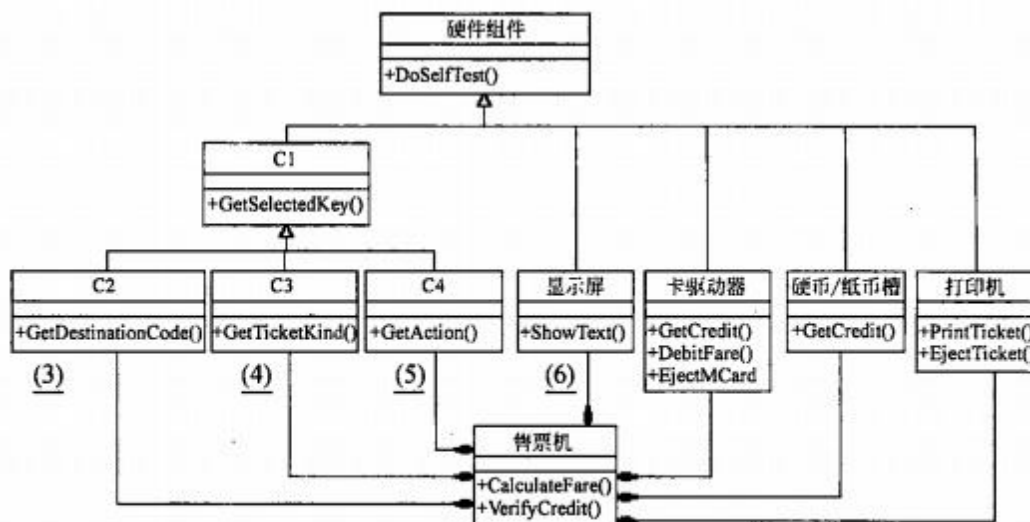 硬件组件
+DoSelfTest()
C1
+GetSelectedKey()
C2
+GetDestinationCode()
(3)
C3
+GetTicketKind()
(4)
C4
+GetAction()
(5)
显示屏
+ShowText()
(6)
卡驱动器
+GetCredit()
+DebitFare()
+EjectMCard
硬币/纸币槽
+GetCredit()
打印机
+PrintTicket()
+EjectTicket()
售票机
+CalculateFare()
+VerifyCredit()